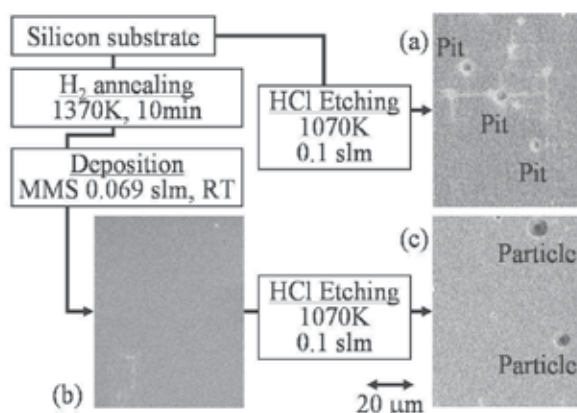 Silicon substrate
H2 annealing
1370K, 10min
Deposition
MMS 0.069 slm, RT
HCl Etching
1070K
0.1 slm
(a)
Pit
Pit
Pit
(b)
HCl Etching
1070K
0.1 slm
(c)
Particle
Particle
20 µm